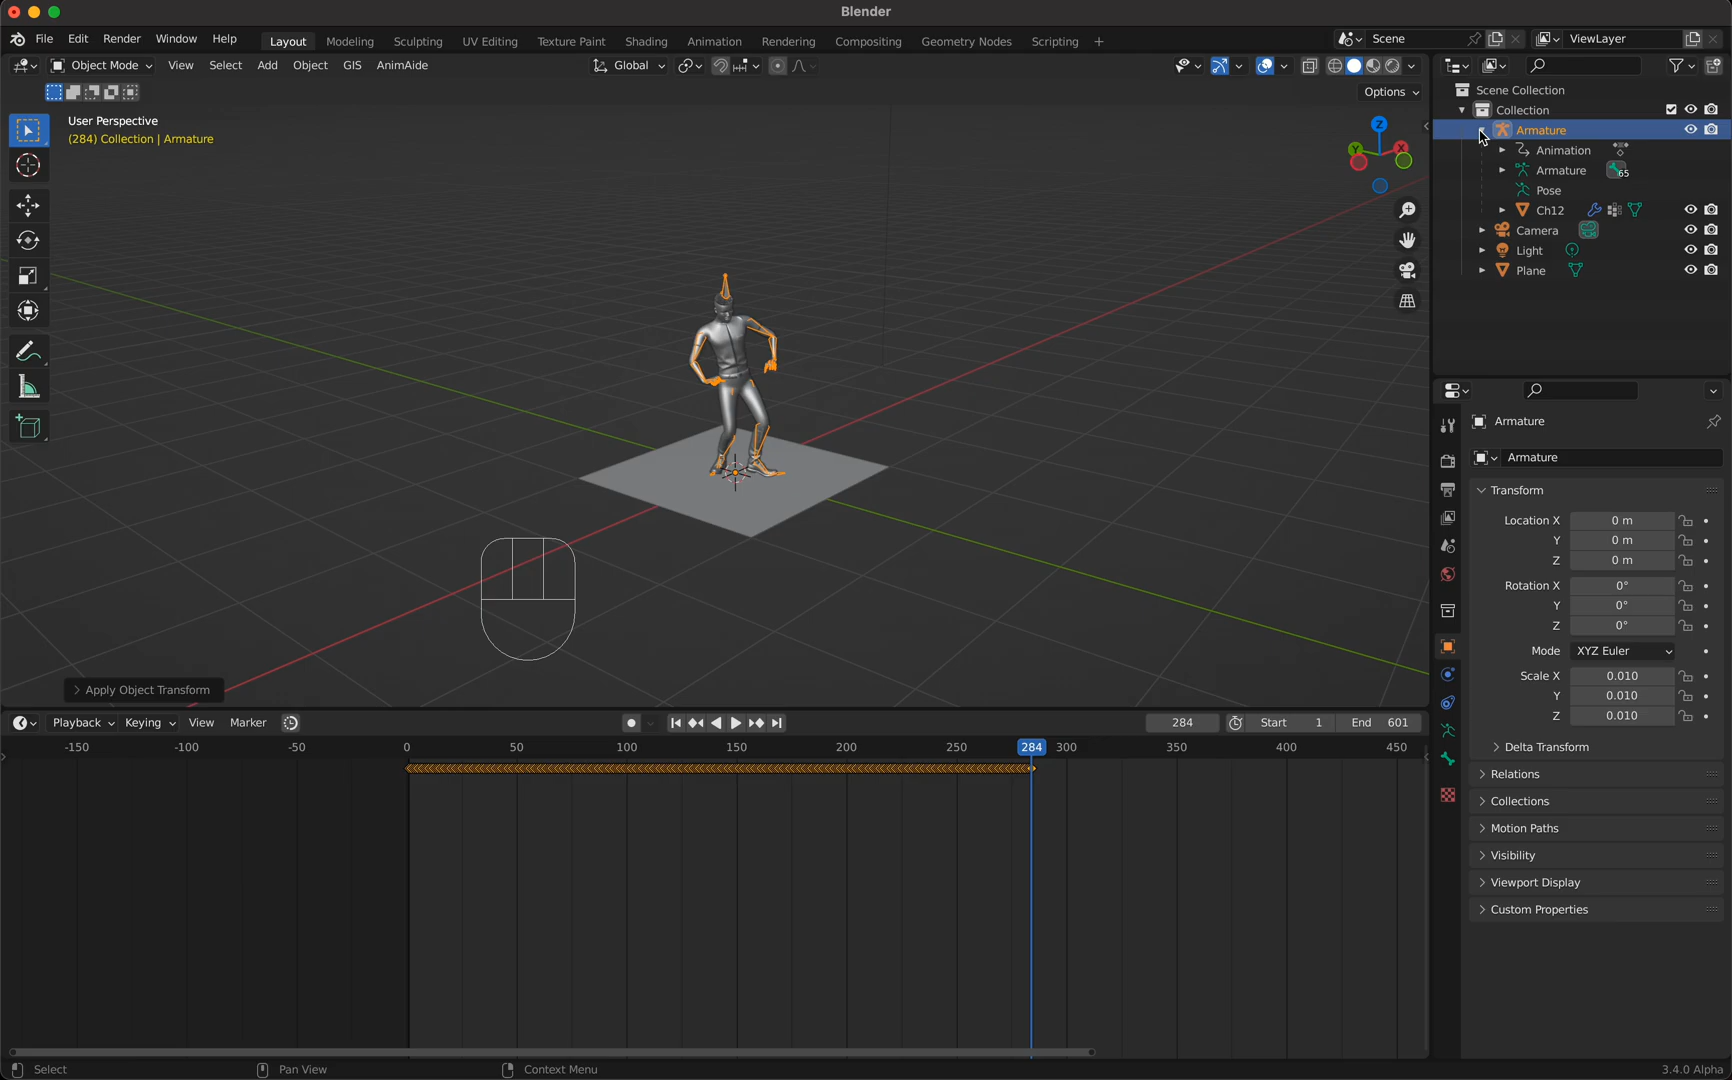 Blender
File Edit Render Window Help Layout Modeling Sculpting UV Editing Texture Paint Shading Animation Rendering Compositing Geometry Nodes Scripting + Scene ViewLayer
Object Mode View Select Add Object GIS AnimAide Global
Options
User Perspective
(284) Collection | Armature
Z
Y
X
Apply Object Transform
Scene Collection
Collection
Armature
Animation
Armature 65
Pose
Ch12
Camera
Light
Plane
Armature
Armature
Transform
Location X 0 m
Y 0 m
Z 0 m
Rotation X 0°
Y 0°
Z 0°
Mode XYZ Euler
Scale X 0.010
Y 0.010
Z 0.010
Delta Transform
Relations
Collections
Motion Paths
Visibility
Viewport Display
Custom Properties
Playback Keying View Marker 284 Start 1 End 601
-150 -100 -50 0 50 100 150 200 250 284 300 350 400 450
Select Pan View Context Menu 3.4.0 Alpha